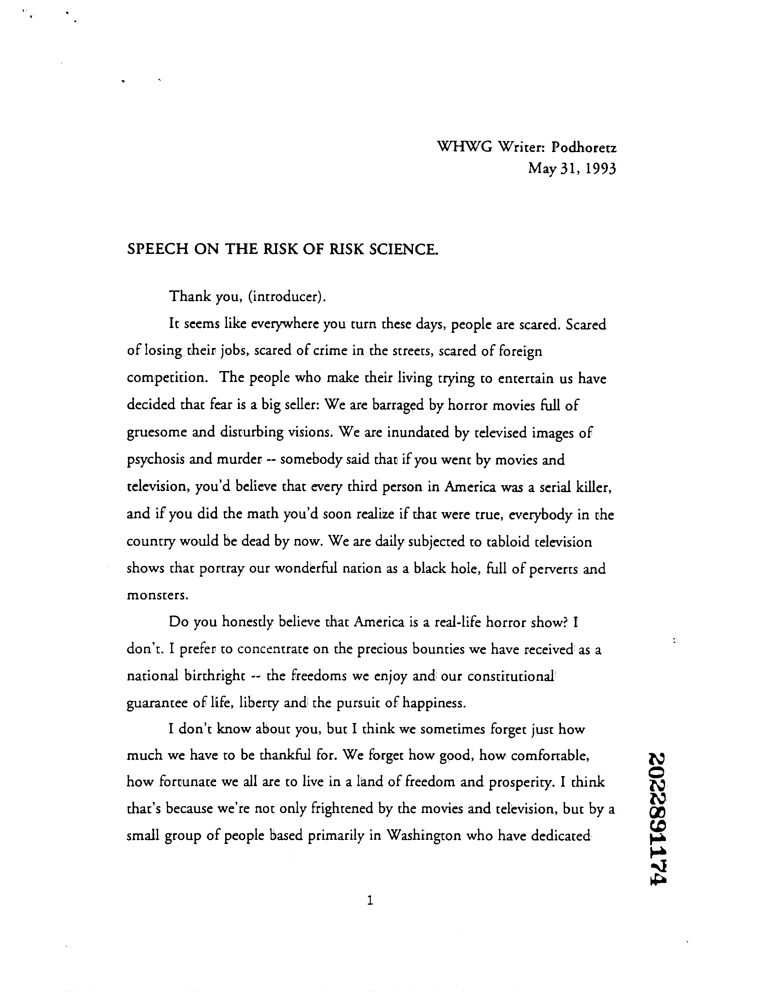 WHWG Writer: Podhoretz
May 31, 1993
SPEECH ON THE RISK OF RISK SCIENCE.
Thank you, (introducer).
It seems like everywhere you turn these days, people are scared. Scared
of losing their jobs, scared of crime in the streets, scared of foreign
competition. The people who make their living trying to entertain us have
decided that fear is a big seller: We are barraged by horror movies full of
gruesome and disturbing visions. We are inundated by televised images of
psychosis and murder -- somebody said that if you went by movies and
television, you'd believe that every third person in America was a serial killer,
and if you did the math you'd soon realize if that were true, everybody in the
country would be dead by now. We are daily subjected to tabloid television
shows that portray our wonderful nation as a black hole, full of perverts and
monsters.
Do you honestly believe that America is a real-life horror show? I
don't. I prefer to concentrate on the precious bounties we have received as a
national birthright -- the freedoms we enjoy and our constitutional
guarantee of life, liberty and the pursuit of happiness.
I don't know about you, but I think we sometimes forget just how
much we have to be thankful for. We forget how good, how comfortable,
how fortunate we all are to live in a land of freedom and prosperity. I think
that's because we're not only frightened by the movies and television, but by a
small group of people based primarily in Washington who have dedicated
1
2022891174